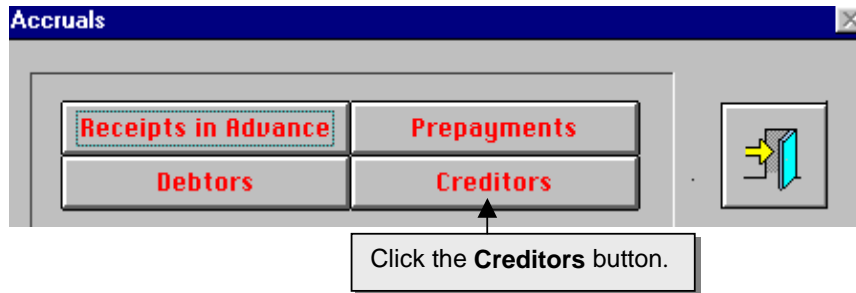 Accruals
Receipts in Advance Prepayments
Debtors Creditors
Click the Creditors button.